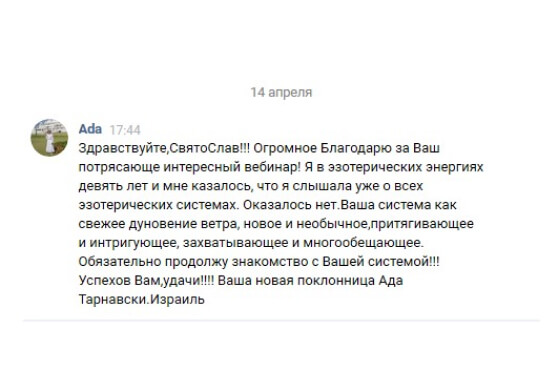 14 апреля
Ada 17:44
Здравствуйте,СвятоСлав!!! Огромное Благодарю за Ваш
потрясающе интересный вебинар! Я в эзотерических энергиях
девять лет и мне казалось, что я слышала уже о всех
эзотерических системах. Оказалось нет.Ваша система как
свежее дуновение ветра, новое и необычное,притягивающее
и интригующее, захватывающее и многообещающее.
Обязательно продолжу знакомство с Вашей системой!!!
Успехов Вам,удачи!!!! Ваша новая поклонница Ада
Тарнавски.Израиль